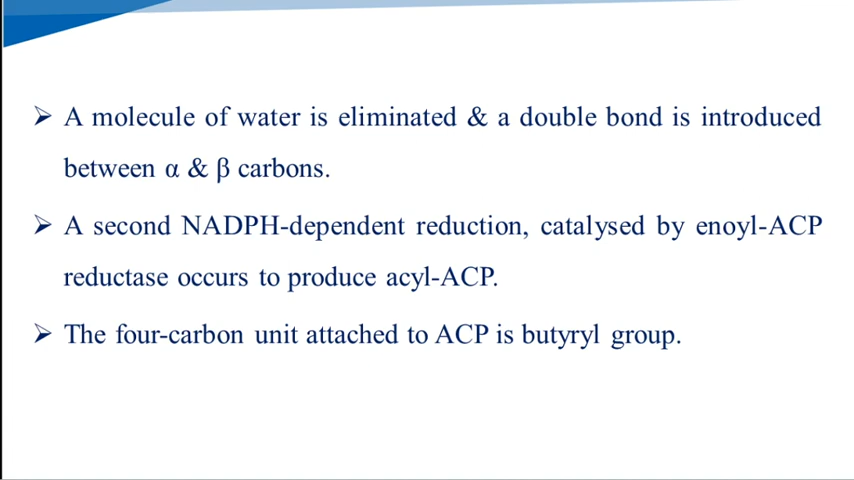 ➢ A molecule of water is eliminated & a double bond is introduced
between α & β carbons.
➢ A second NADPH-dependent reduction, catalysed by enoyl-ACP
reductase occurs to produce acyl-ACP.
➢ The four-carbon unit attached to ACP is butyryl group.